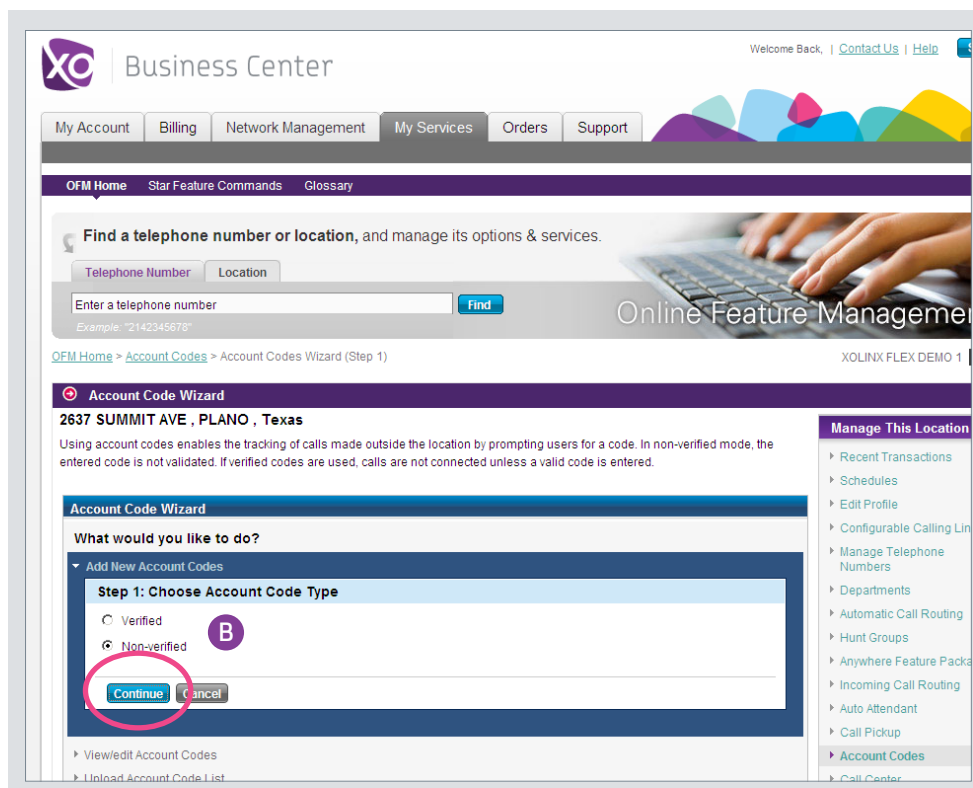 XO Business Center
Welcome Back, | Contact Us | Help
My Account Billing Network Management My Services Orders Support
OFM Home Star Feature Commands Glossary
Find a telephone number or location, and manage its options & services.
Telephone Number Location
Enter a telephone number Find
Example: "2142345678"
Online Feature Managemen
OFM Home > Account Codes > Account Codes Wizard (Step 1)
XOLINX FLEX DEMO 1
Account Code Wizard
2637 SUMMIT AVE , PLANO , Texas
Using account codes enables the tracking of calls made outside the location by prompting users for a code. In non-verified mode, the
entered code is not validated. If verified codes are used, calls are not connected unless a valid code is entered.
Account Code Wizard
What would you like to do?
Add New Account Codes
Step 1: Choose Account Code Type
Verified
Non-verified
B
Continue Cancel
View/edit Account Codes
Upload Account Code List
Manage This Location
Recent Transactions
Schedules
Edit Profile
Configurable Calling Lin
Manage Telephone
Numbers
Departments
Automatic Call Routing
Hunt Groups
Anywhere Feature Packa
Incoming Call Routing
Auto Attendant
Call Pickup
Account Codes
Call Center